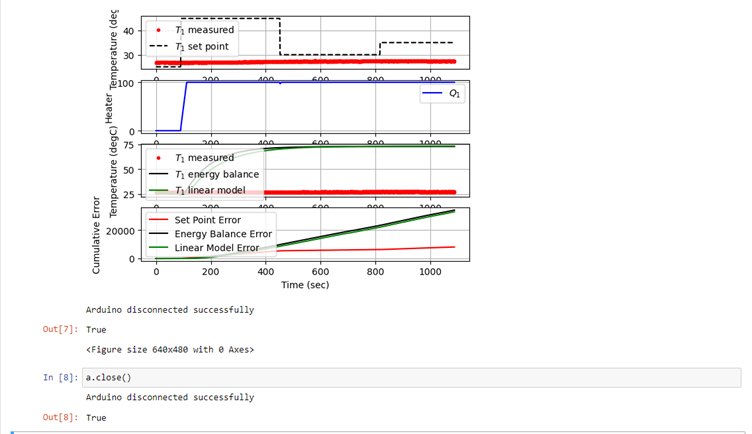 Temperature (deg
40
30
T1 measured
T1 set point
0 200 400 600 800 1000
Heater
100
0
Q1
0 200 400 600 800 1000
Temperature (degC)
75
50
25
T1 measured
T1 energy balance
T1 linear model
0 200 400 600 800 1000
Cumulative Error
20000
0
Set Point Error
Energy Balance Error
Linear Model Error
0 200 400 600 800 1000
Time (sec)
Arduino disconnected successfully
Out[7]: True
<Figure size 640x480 with 0 Axes>
In [8]: a.close()
Arduino disconnected successfully
Out[8]: True